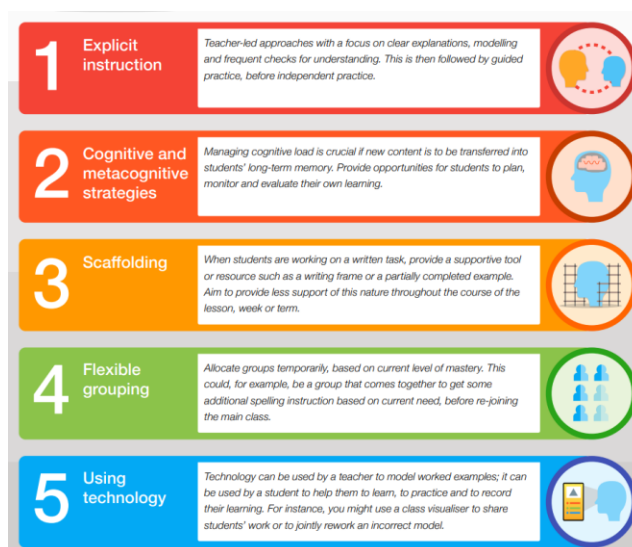 1
Explicit
instruction
Teacher-led approaches with a focus on clear explanations, modelling
and frequent checks for understanding. This is then followed by guided
practice, before independent practice.
2
Cognitive and
metacognitive
strategies
Managing cognitive load is crucial if new content is to be transferred into
students' long-term memory. Provide opportunities for students to plan,
monitor and evaluate their own learning.
3
Scaffolding
When students are working on a written task, provide a supportive tool
or resource such as a writing frame or a partially completed example.
Aim to provide less support of this nature throughout the course of the
lesson, week or term.
4
Flexible
grouping
Allocate groups temporarily, based on current level of mastery. This
could, for example, be a group that comes together to get some
additional spelling instruction based on current need, before re-joining
the main class.
5
Using
technology
Technology can be used by a teacher to model worked examples; it can
be used by a student to help them to learn, to practice and to record
their learning. For instance, you might use a class visualiser to share
students' work or to jointly rework an incorrect model.